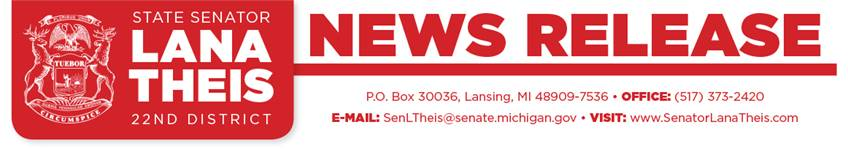 STATE SENATOR
LANA
THEIS
22ND DISTRICT
TUEBOR
CIRCUMSPICE
NEWS RELEASE
P.O. Box 30036, Lansing, MI 48909-7536 • OFFICE: (517) 373-2420
E-MAIL: SenLTheis@senate.michigan.gov • VISIT: www.SenatorLanaTheis.com